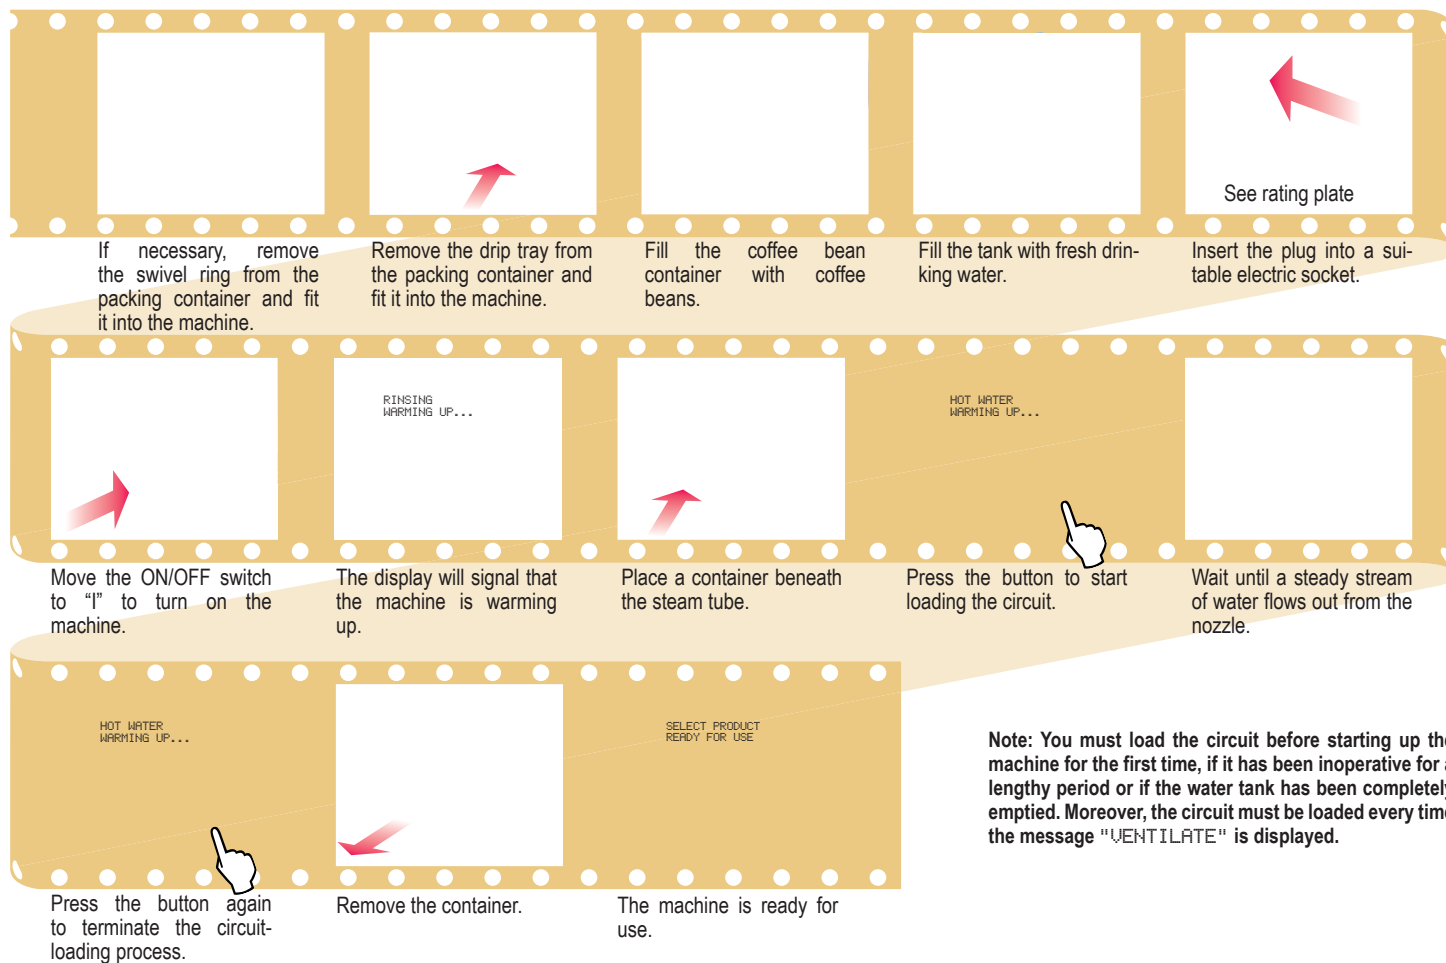 See rating plate
If necessary, remove
the swivel ring from the
packing container and fit
it into the machine.
Remove the drip tray from
the packing container and
fit it into the machine.
Fill the coffee bean
container with coffee
beans.
Fill the tank with fresh drin-
king water.
Insert the plug into a sui-
table electric socket.
RINSING
WARMING UP...
HOT WATER
WARMING UP...
Move the ON/OFF switch
to “I” to turn on the
machine.
The display will signal that
the machine is warming
up.
Place a container beneath
the steam tube.
Press the button to start
loading the circuit.
Wait until a steady stream
of water flows out from the
nozzle.
HOT WATER
WARMING UP...
SELECT PRODUCT
READY FOR USE
Press the button again
to terminate the circuit-
loading process.
Remove the container.
The machine is ready for
use.
Note: You must load the circuit before starting up the
machine for the first time, if it has been inoperative for a
lengthy period or if the water tank has been completely
emptied. Moreover, the circuit must be loaded every time
the message "VENTILATE" is displayed.